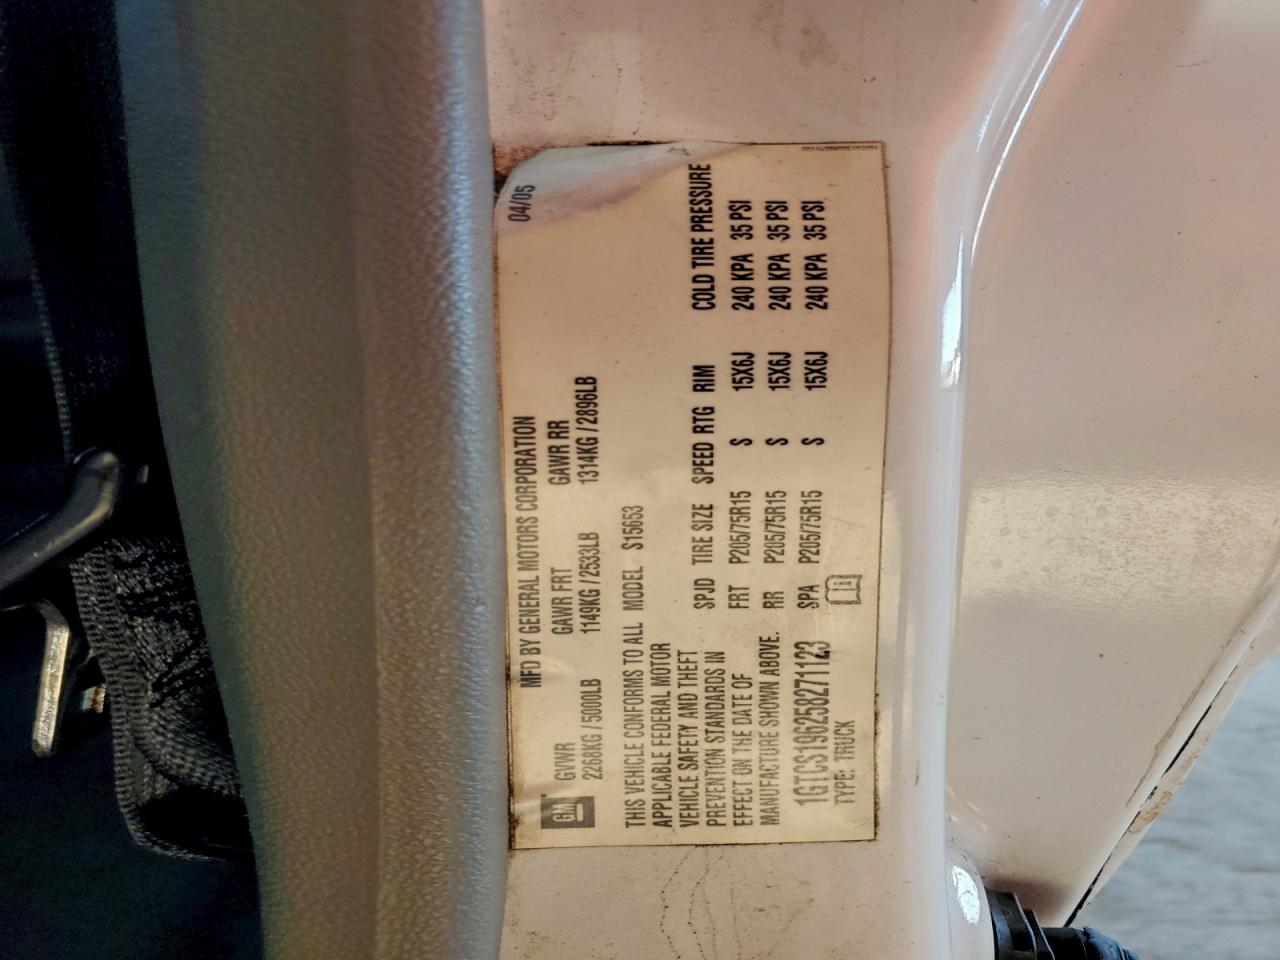 04/05
MFD BY GENERAL MOTORS CORPORATION
GM
GVWR GAWR FRT GAWR RR
2268KG / 5000LB 1149KG / 2533LB 1314KG / 2896LB
THIS VEHICLE CONFORMS TO ALL
APPLICABLE FEDERAL MOTOR
VEHICLE SAFETY AND THEFT
PREVENTION STANDARDS IN
EFFECT ON THE DATE OF
MANUFACTURE SHOWN ABOVE.
1GTCS196258271123
TYPE: TRUCK
MODEL S15653
SPJD TIRE SIZE SPEED RTG RIM COLD TIRE PRESSURE
FRT P205/75R15 S 15X6J 240 KPA 35 PSI
RR P205/75R15 S 15X6J 240 KPA 35 PSI
SPA P205/75R15 S 15X6J 240 KPA 35 PSI